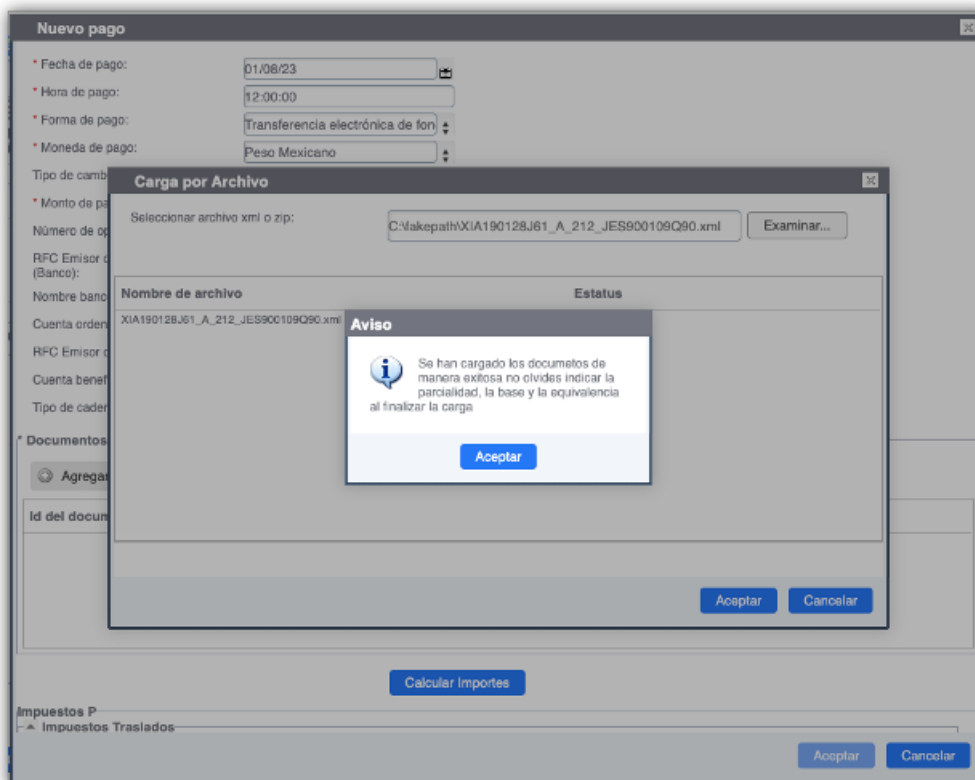 Nuevo pago
* Fecha de pago:
01/08/23
* Hora de pago:
12:00:00
* Forma de pago:
Transferencia electrónica de fon
* Moneda de pago:
Peso Mexicano
Tipo de camb
* Monto de pa
Número de op
RFC Emisor
(Banco):
Nombre banc
Cuenta orden
RFC Emisor
Cuenta benef
Tipo de cader
* Documentos
Agregar
Id del docum
Carga por Archivo
Seleccionar archivo xml o zip:
C:\fakepath\XIA190128J61_A_212_JES900109Q90.xml
Examinar...
Nombre de archivo
Estatus
XIA190128J61_A_212_JES900109Q90.xml
Aviso
Se han cargado los documetos de
manera exitosa no olvides indicar la
parcialidad, la base y la equivalencia
al finalizar la carga
Aceptar
Aceptar
Cancelar
Calcular Importes
Impuestos P
Impuestos Traslados
Aceptar
Cancelar